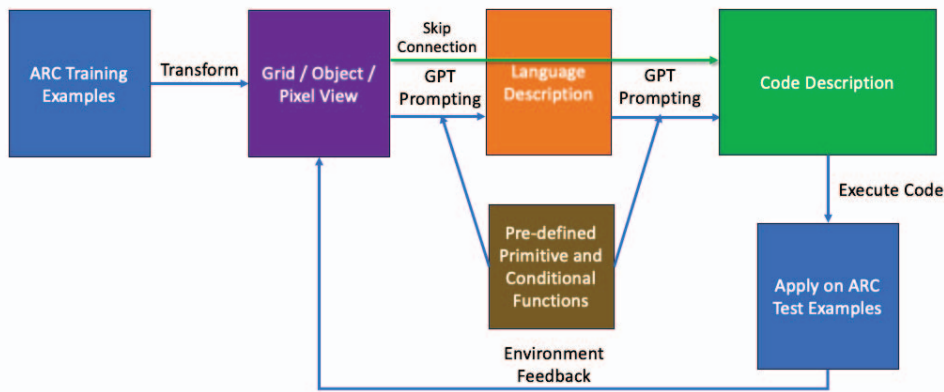 ARC Training
Examples
Transform
Grid / Object /
Pixel View
Skip
Connection
GPT
Prompting
Language
Description
GPT
Prompting
Code Description
Execute Code
Pre-defined
Primitive and
Conditional
Functions
Apply on ARC
Test Examples
Environment
Feedback